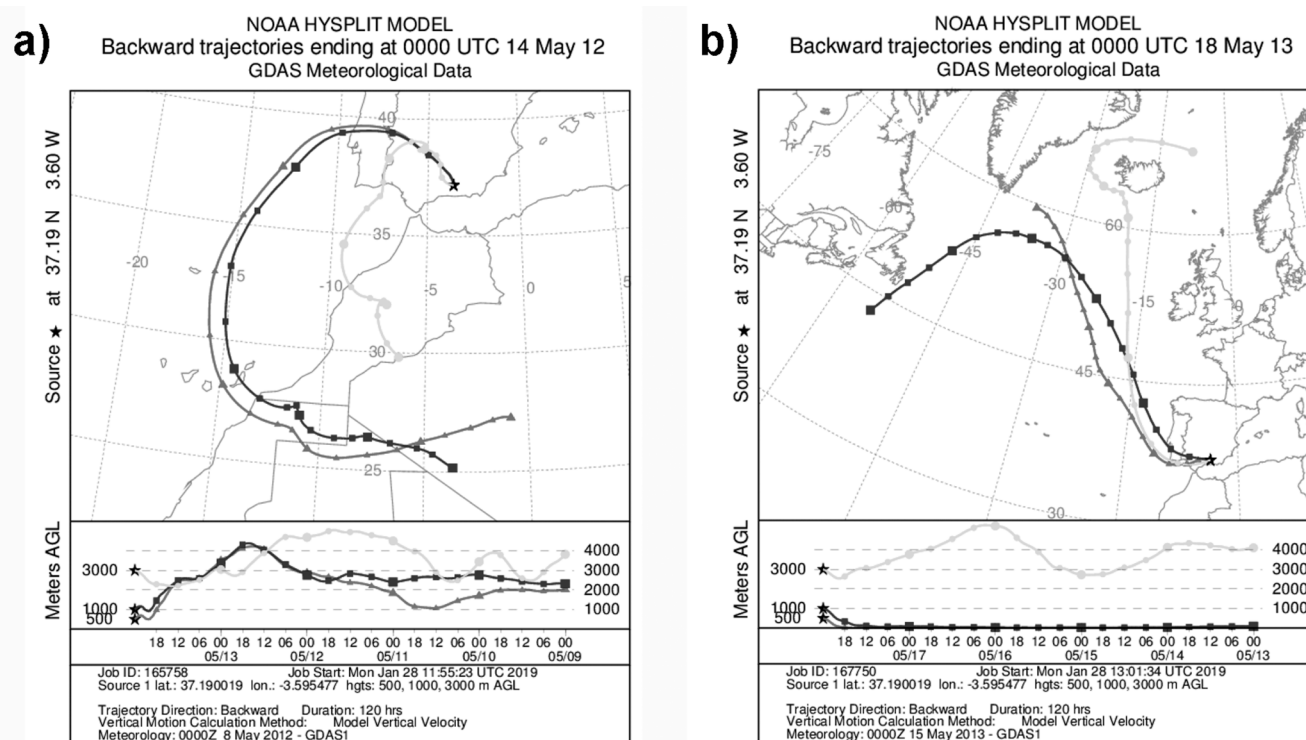 a)
NOAA HYSPLIT MODEL
Backward trajectories ending at 0000 UTC 14 May 12
GDAS Meteorological Data
Source ★ at 37.19 N 3.60 W
40
35
-20
-10
-5
0
5
30
25
Meters AGL
4000
3000
3000
2000
1000
1000
500
18 12 06 00 18 12 06 00 18 12 06 00 18 12 06 00 18 12 06 00
05/13 05/12 05/11 05/10 05/09
Job ID: 165758 Job Start: Mon Jan 28 11:55:23 UTC 2019
Source 1 lat.: 37.190019 lon.: -3.595477 hgts: 500, 1000, 3000 m AGL
Trajectory Direction: Backward Duration: 120 hrs
Vertical Motion Calculation Method: Model Vertical Velocity
Meteorology: 0000Z 8 May 2012 - GDAS1
b)
NOAA HYSPLIT MODEL
Backward trajectories ending at 0000 UTC 18 May 13
GDAS Meteorological Data
Source ★ at 37.19 N 3.60 W
-75
-60
60
-45
-30
-15
0
45
30
Meters AGL
4000
3000
3000
2000
1000
1000
500
18 12 06 00 18 12 06 00 18 12 06 00 18 12 06 00 18 12 06 00
05/17 05/16 05/15 05/14 05/13
Job ID: 167750 Job Start: Mon Jan 28 13:01:34 UTC 2019
Source 1 lat.: 37.190019 lon.: -3.595477 hgts: 500, 1000, 3000 m AGL
Trajectory Direction: Backward Duration: 120 hrs
Vertical Motion Calculation Method: Model Vertical Velocity
Meteorology: 0000Z 15 May 2013 - GDAS1